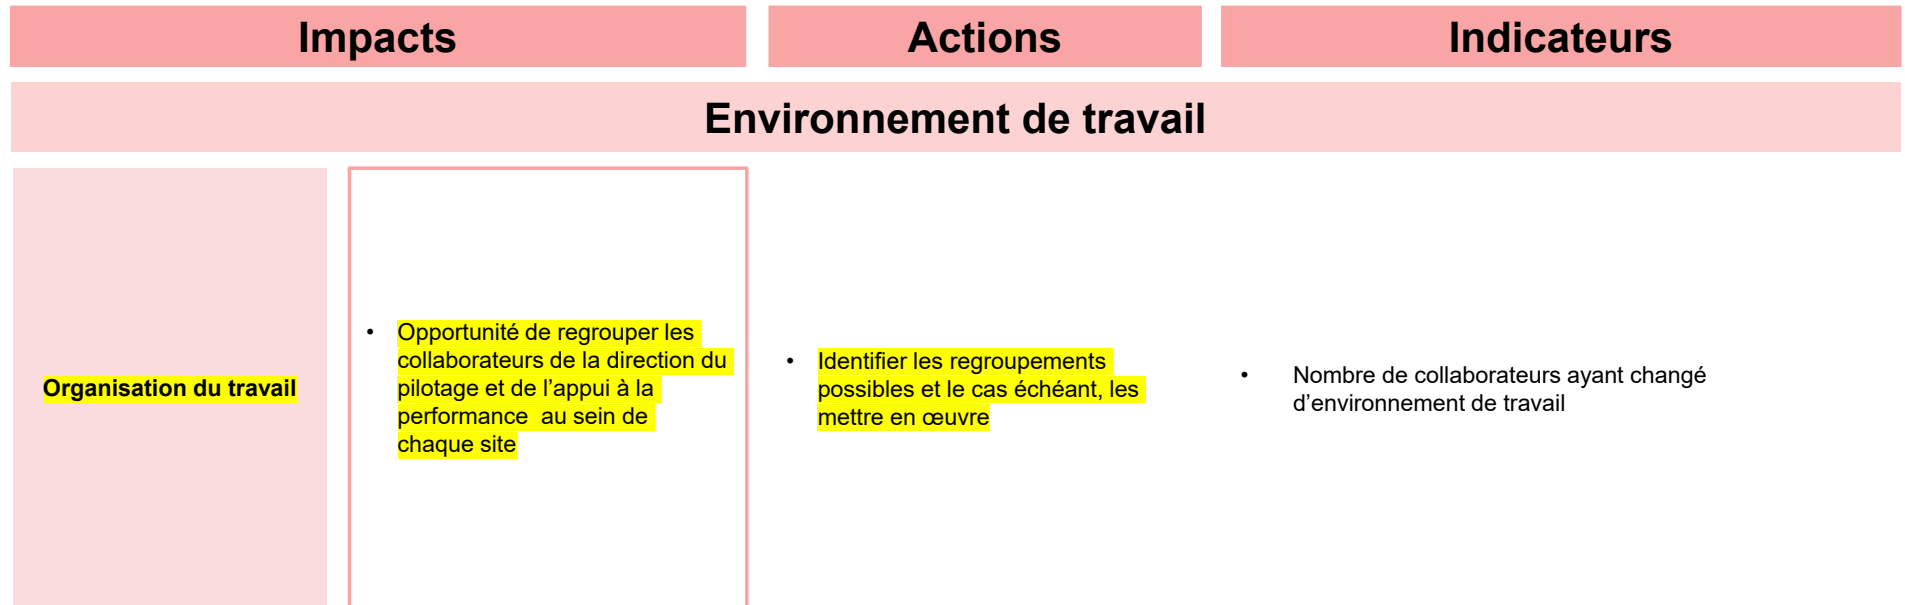 Impacts
Actions
Indicateurs
Environnement de travail
Organisation du travail
• Opportunité de regrouper les
collaborateurs de la direction du
pilotage et de l’appui à la
performance  au sein de
chaque site
• Identifier les regroupements
possibles et le cas échéant, les
mettre en œuvre
• Nombre de collaborateurs ayant changé
d’environnement de travail